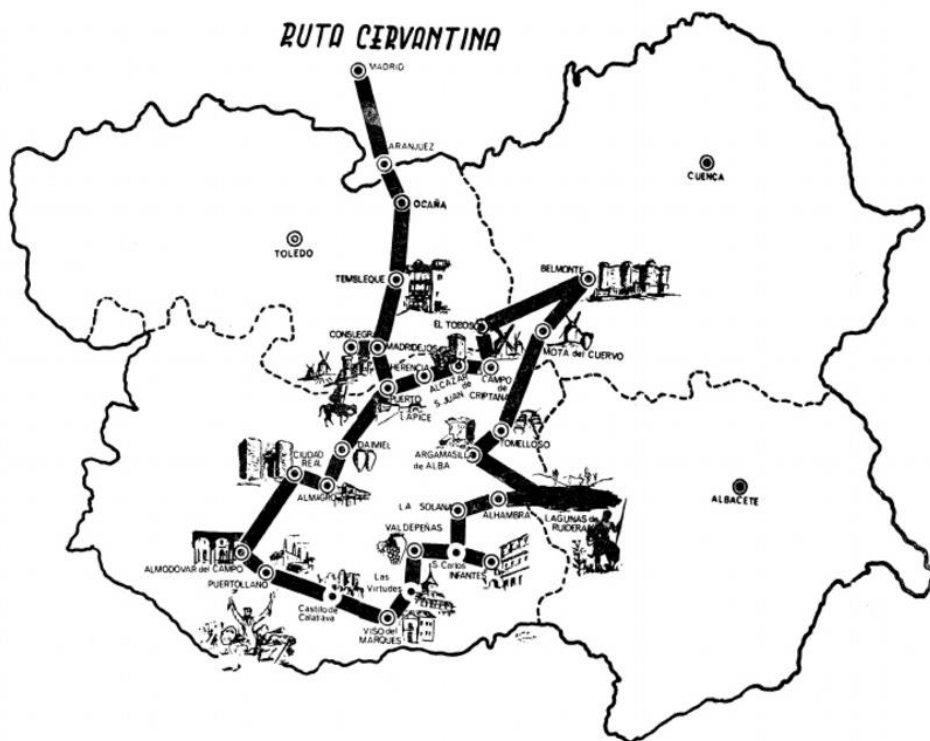 RUTA CERVANTINA
MADRID
ARANJUEZ
OCAÑA
CUENCA
TOLEDO
TEMBLEQUE
BELMONTE
EL TOBOSO
CONSUEGRA
MADRIDEJOS
MOTA del CUERVO
HERENCIA
ALCAZAR
de
S. JUAN
CAMPO
de
CRIPTANA
PUERTO
LAPICE
TOMELLOSO
DAIMIEL
CIUDAD
REAL
ARGAMASILLA
de ALBA
ALMAGRO
ALBACETE
LA SOLANA
ALHAMBRA
LAGUNAS de
RUIDERA
VALDEPEÑAS
S. Carlos
INFANTES
ALMODOVAR del CAMPO
PUERTOLLANO
Las
Virtudes
Castillo de
Calatrava
VISO del
MARQUES